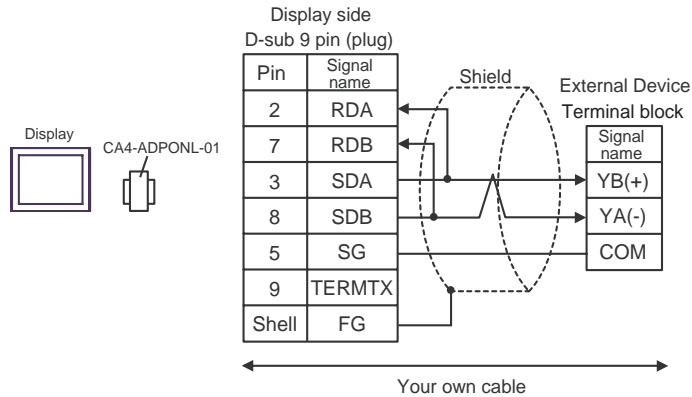 Display side
D-sub 9 pin (plug)
Pin
Signal
name
Shield
External Device
Terminal block
2
RDA
Signal
name
Display
CA4-ADPONL-01
7
RDB
3
SDA
YB(+)
8
SDB
YA(-)
5
SG
COM
9
TERMTX
Shell
FG
Your own cable